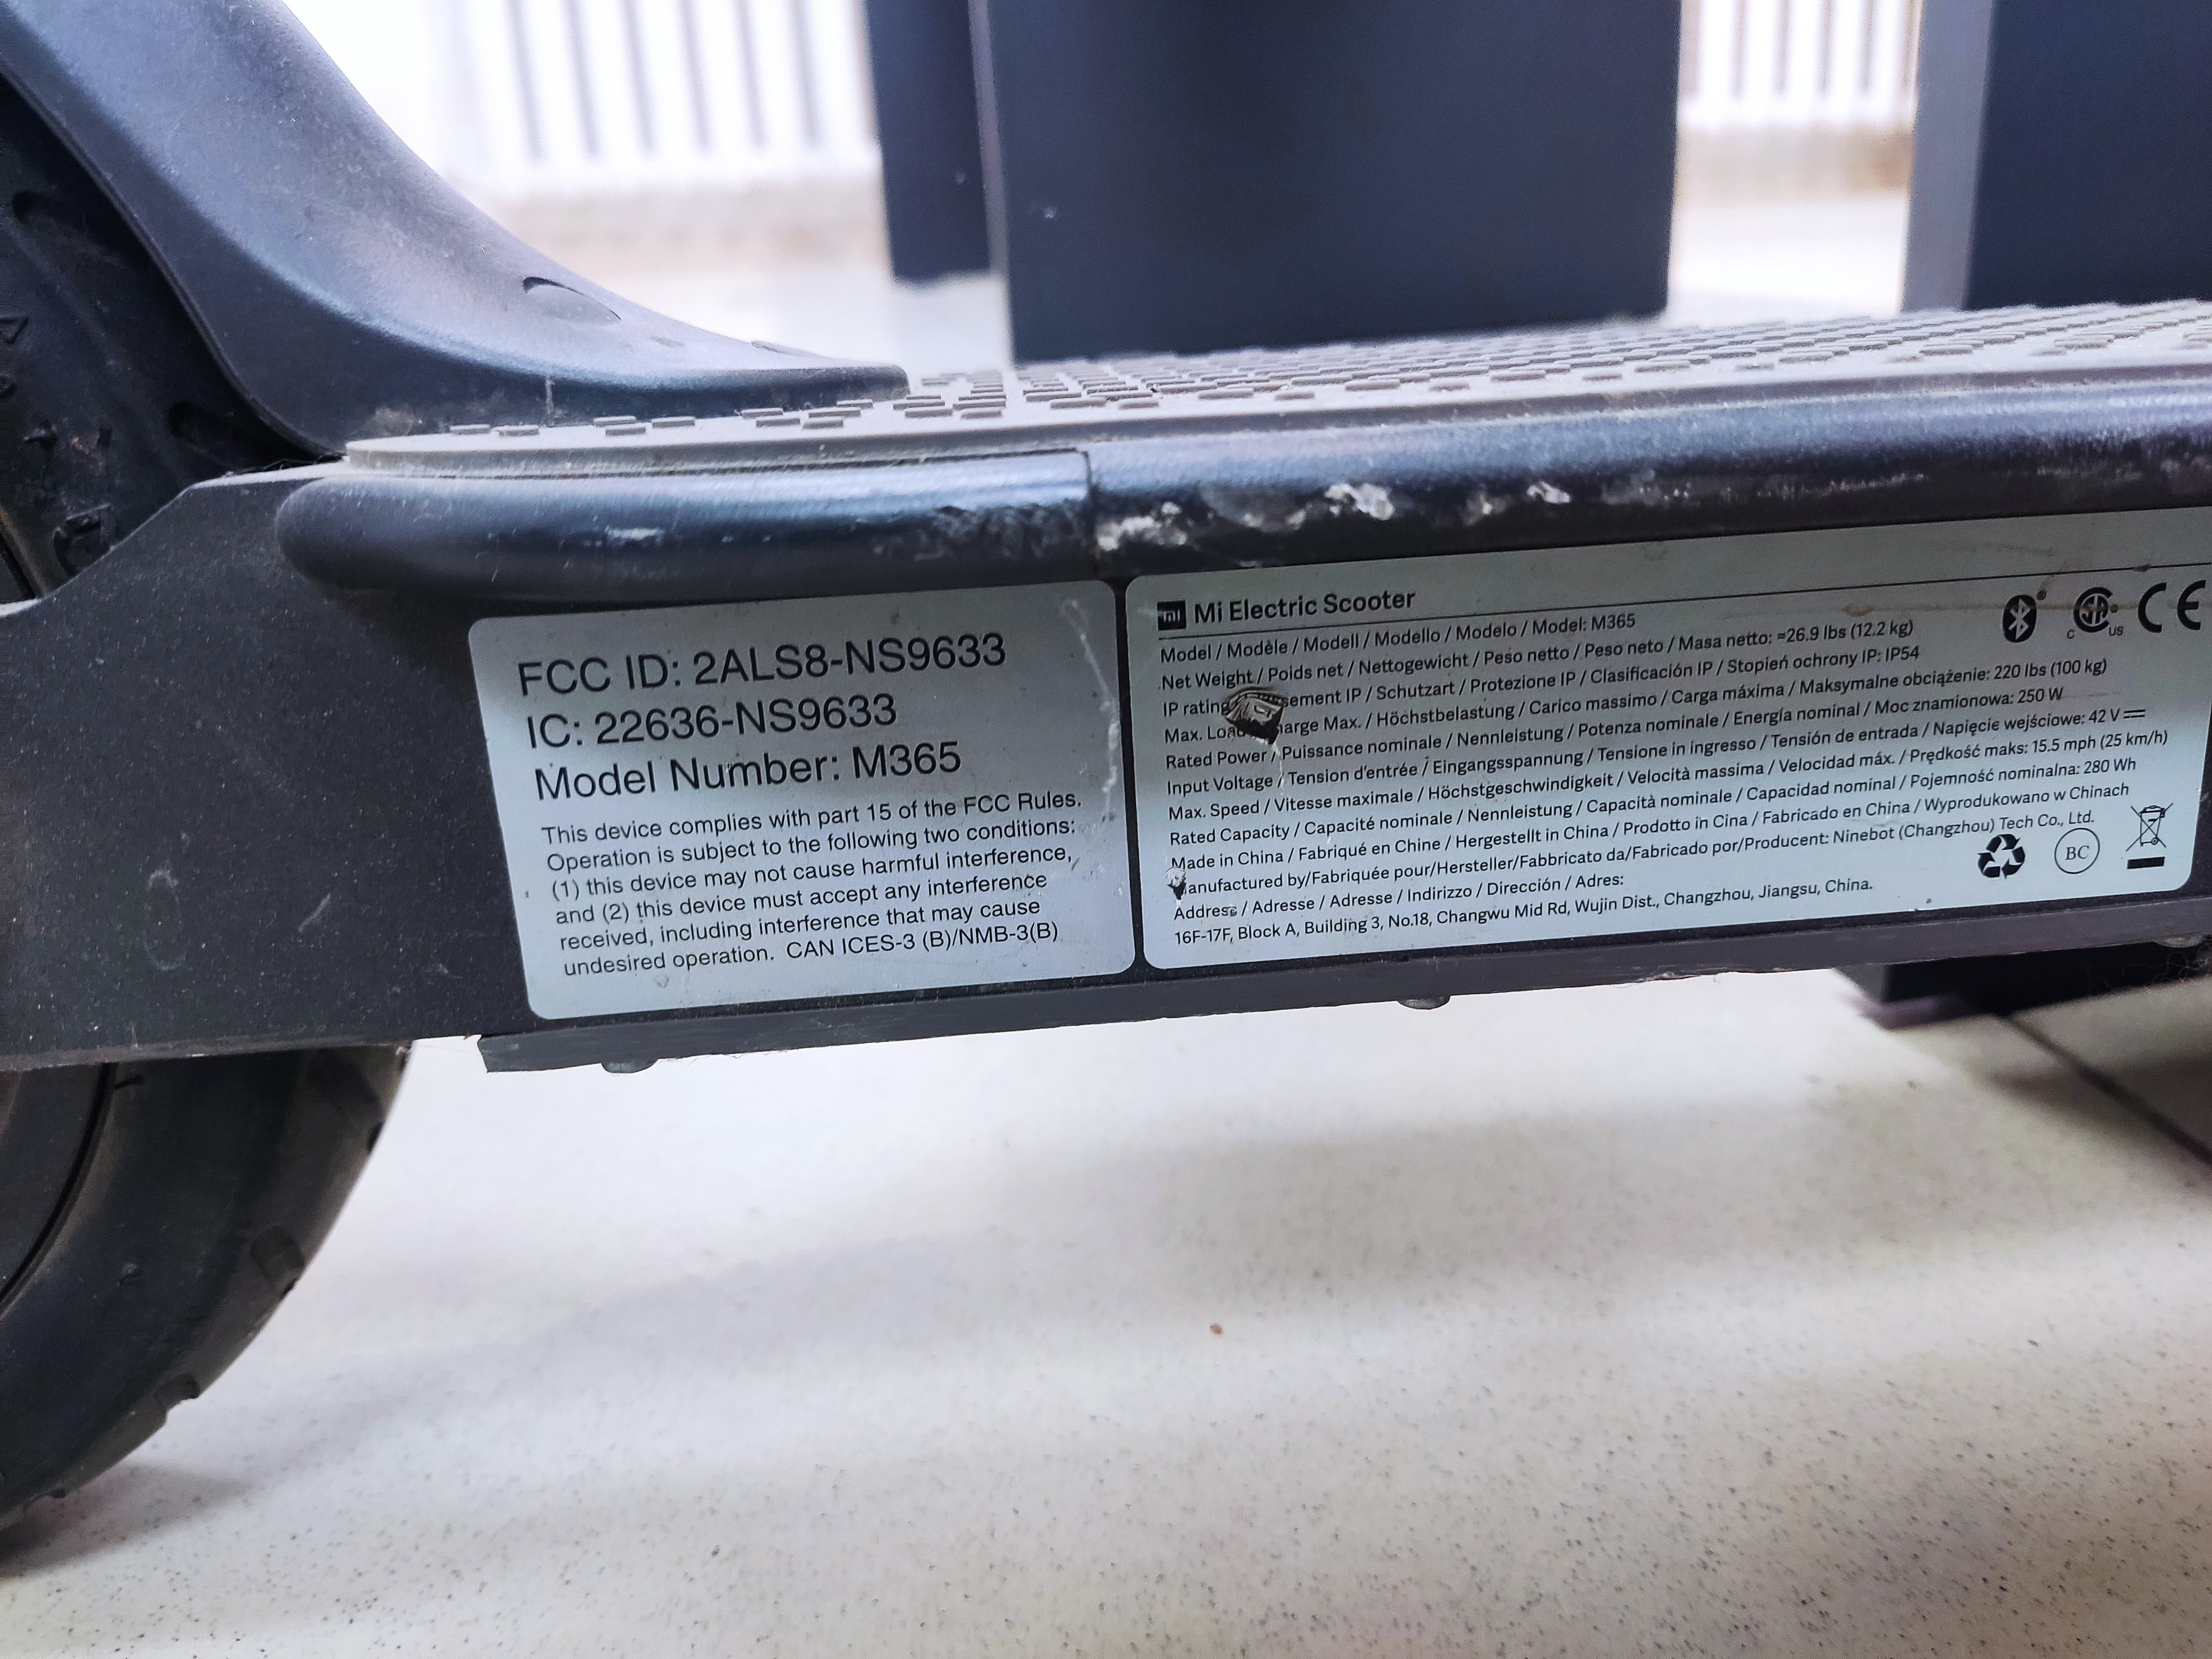 FCC ID: 2ALS8-NS9633
IC: 22636-NS9633
Model Number: M365
This device complies with part 15 of the FCC Rules.
Operation is subject to the following two conditions:
(1) this device may not cause harmful interference,
and (2) this device must accept any interference
received, including interference that may cause
undesired operation. CAN ICES-3 (B)/NMB-3(B)
mi Mi Electric Scooter
Model / Modèle / Modell / Modello / Modelo / Model: M365
Net Weight / Poids net / Nettogewicht / Peso netto / Peso neto / Masa netto: ≈26.9 lbs (12.2 kg)
IP rating sement IP / Schutzart / Protezione IP / Clasificación IP / Stopień ochrony IP: IP54
Max. Load harge Max. / Höchstbelastung / Carico massimo / Carga máxima / Maksymalne obciążenie: 220 lbs (100 kg)
Rated Power / Puissance nominale / Nennleistung / Potenza nominale / Energía nominal / Moc znamionowa: 250 W
Input Voltage / Tension d'entrée / Eingangsspannung / Tensione in ingresso / Tensión de entrada / Napięcie wejściowe: 42 V⎓
Max. Speed / Vitesse maximale / Höchstgeschwindigkeit / Velocità massima / Velocidad máx. / Prędkość maks: 15.5 mph (25 km/h)
Rated Capacity / Capacité nominale / Nennleistung / Capacità nominale / Capacidad nominal / Pojemność nominalna: 280 Wh
Made in China / Fabriqué en Chine / Hergestellt in China / Prodotto in Cina / Fabricado en China / Wyprodukowano w Chinach
anufactured by/Fabriquée pour/Hersteller/Fabbricato da/Fabricado por/Producent: Ninebot (Changzhou) Tech Co., Ltd.
Address / Adresse / Adresse / Indirizzo / Dirección / Adres:
16F-17F, Block A, Building 3, No.18, Changwu Mid Rd, Wujin Dist., Changzhou, Jiangsu, China.
C SA US CE
BC